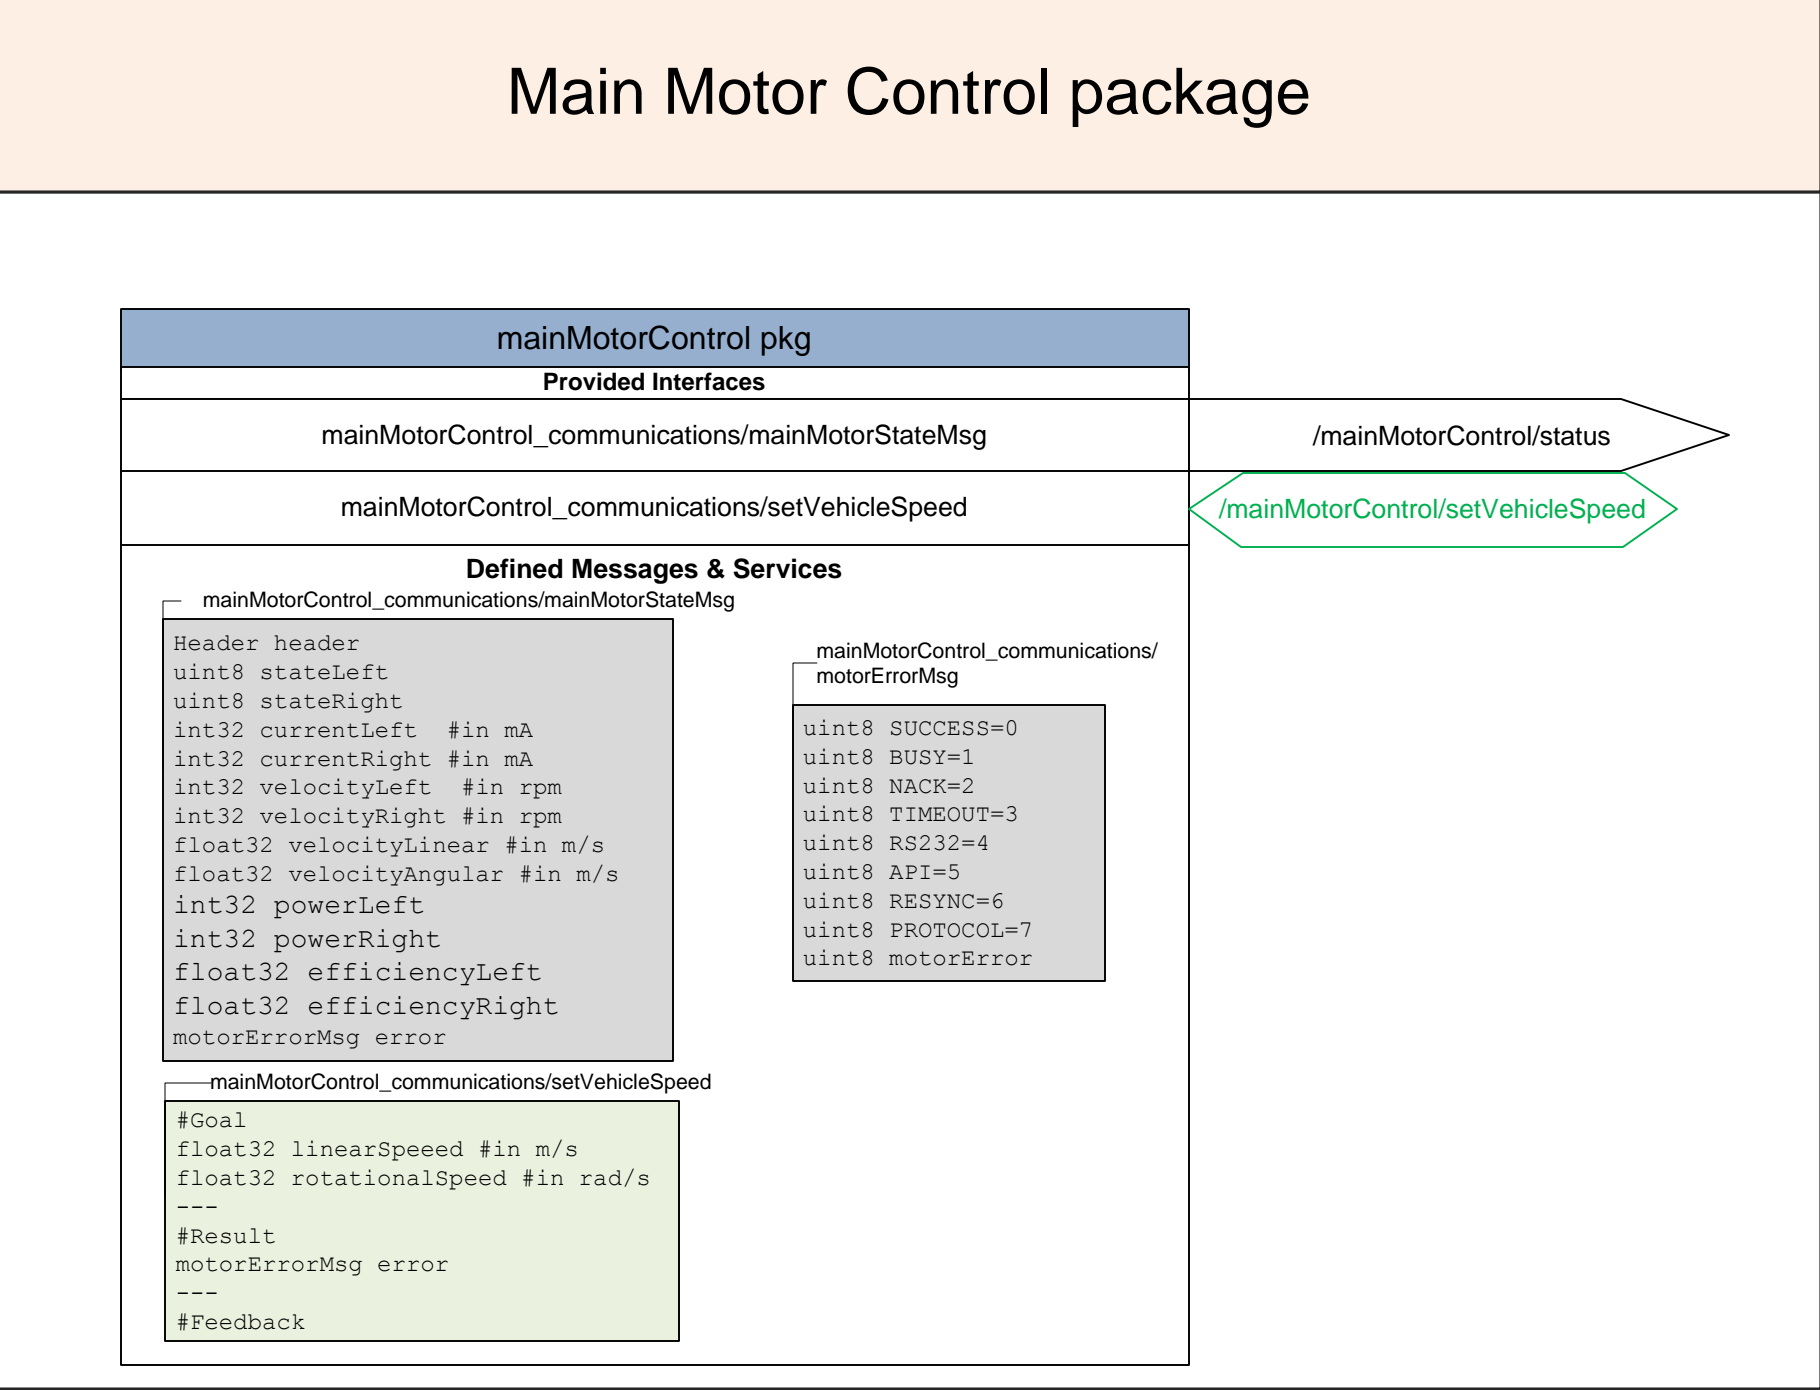 Main Motor Control package
mainMotorControl pkg
Provided Interfaces
mainMotorControl_communications/mainMotorStateMsg
/mainMotorControl/status
mainMotorControl_communications/setVehicleSpeed
/mainMotorControl/setVehicleSpeed
Defined Messages & Services
mainMotorControl_communications/mainMotorStateMsg
Header header
uint8 stateLeft
uint8 stateRight
int32 currentLeft  #in mA
int32 currentRight #in mA
int32 velocityLeft  #in rpm
int32 velocityRight #in rpm
float32 velocityLinear #in m/s
float32 velocityAngular #in m/s
int32 powerLeft
int32 powerRight
float32 efficiencyLeft
float32 efficiencyRight
motorErrorMsg error
mainMotorControl_communications/
motorErrorMsg
uint8 SUCCESS=0
uint8 BUSY=1
uint8 NACK=2
uint8 TIMEOUT=3
uint8 RS232=4
uint8 API=5
uint8 RESYNC=6
uint8 PROTOCOL=7
uint8 motorError
mainMotorControl_communications/setVehicleSpeed
#Goal
float32 linearSpeeed #in m/s
float32 rotationalSpeed #in rad/s
---
#Result
motorErrorMsg error
---
#Feedback